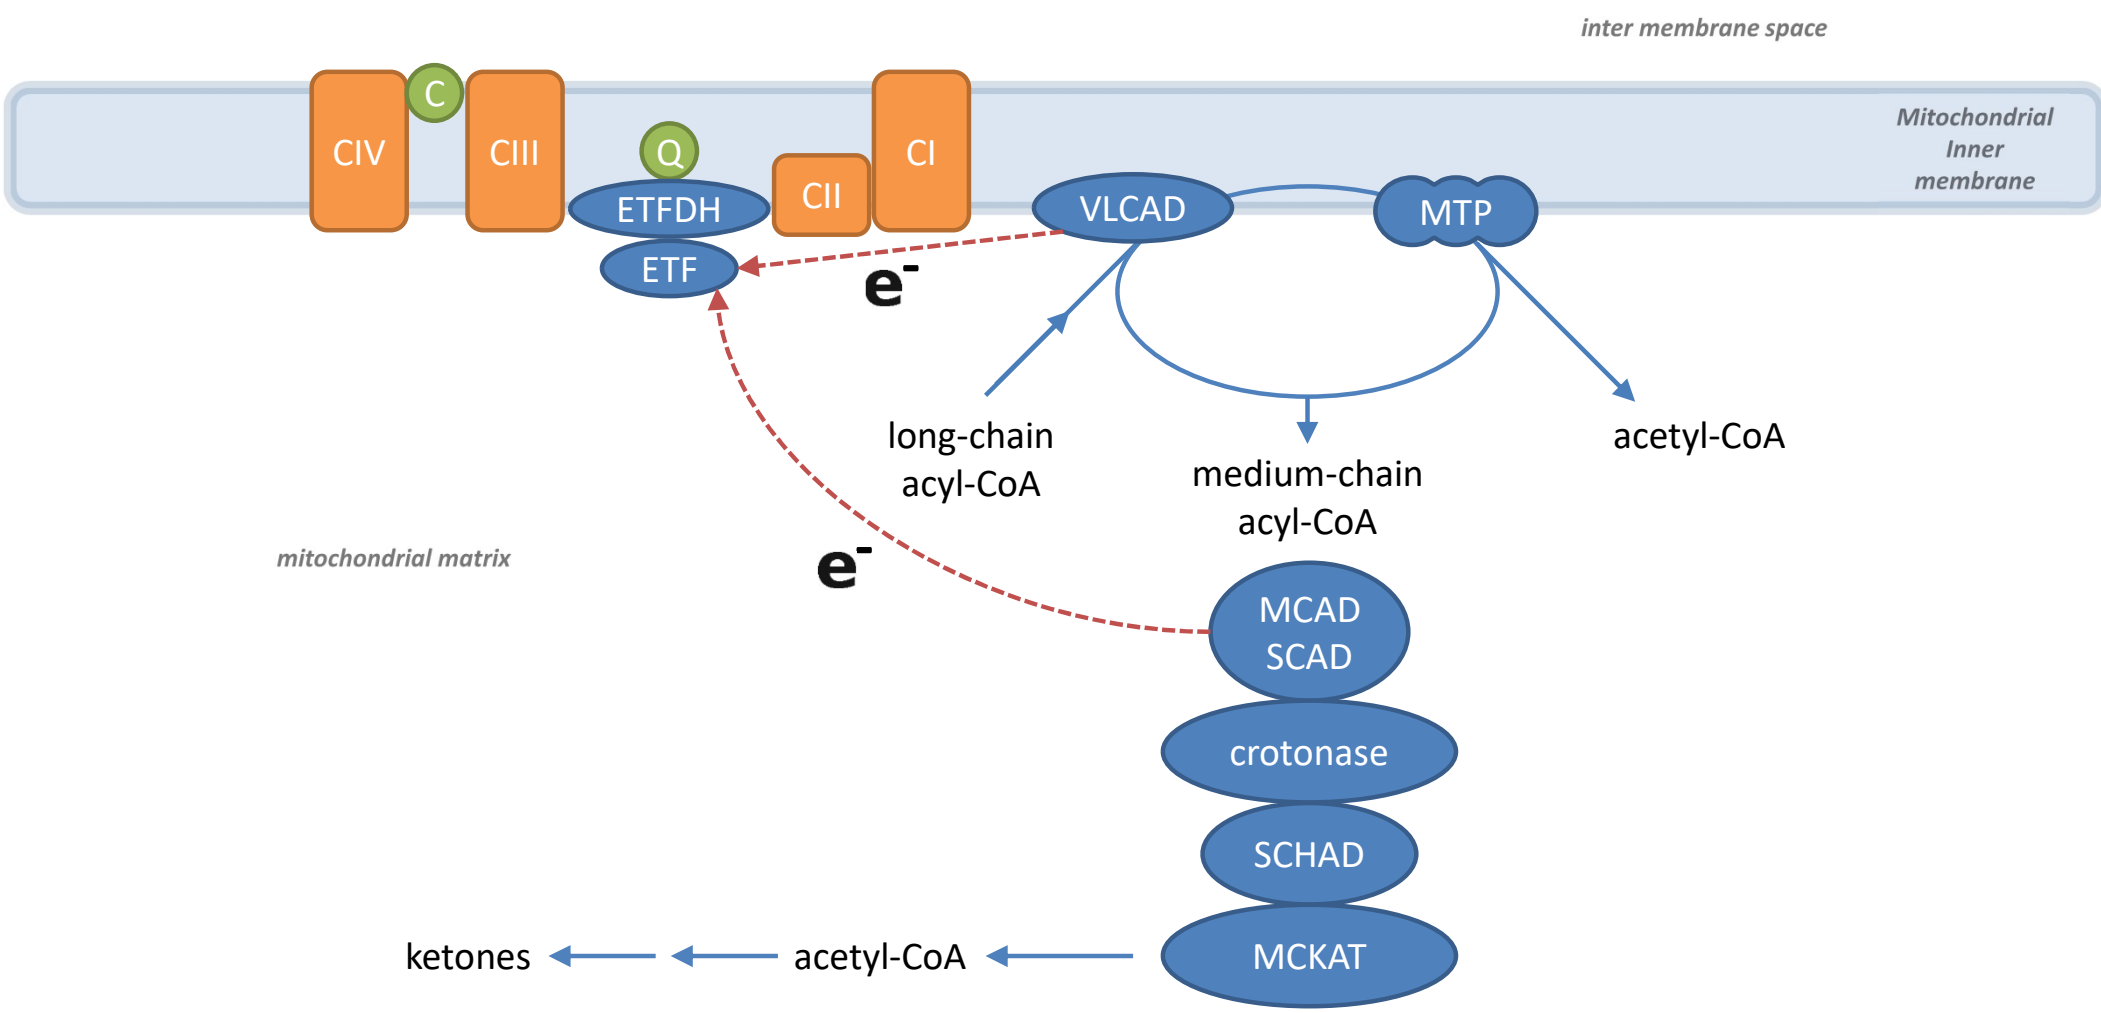 inter membrane space
C
CIV
CIII
Q
CI
CII
ETFDH
ETF
VLCAD
MTP
Mitochondrial
Inner
membrane
e-
long-chain
acyl-CoA
medium-chain
acyl-CoA
acetyl-CoA
mitochondrial matrix
e-
MCAD
SCAD
crotonase
SCHAD
MCKAT
acetyl-CoA
ketones